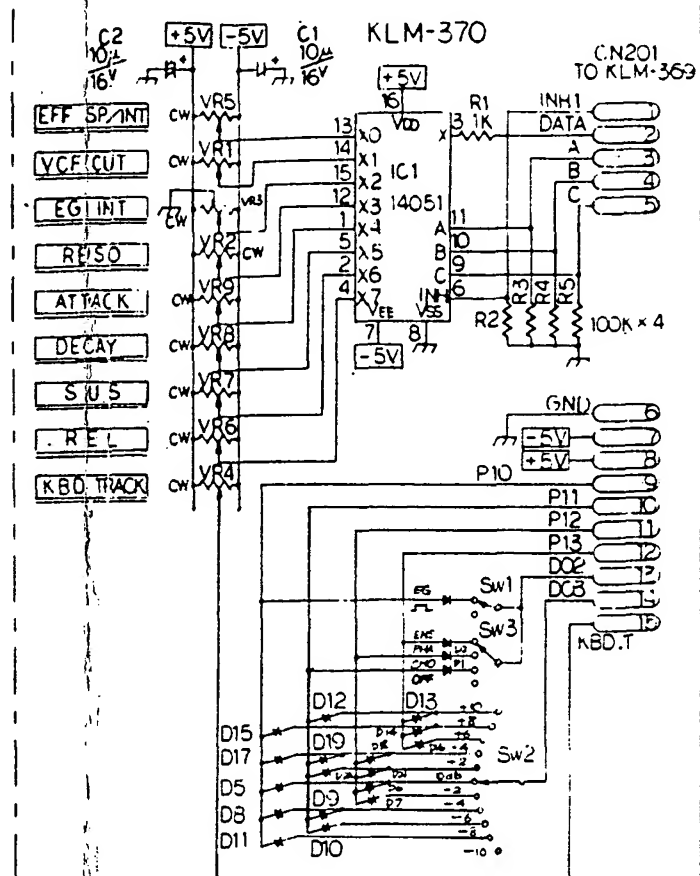 KLM-370
C2
10μ
16V
+5V
-5V
C1
10μ
16V
CN201
TO KLM-369
+5V
16
VDD
IC1
14051
R1
1K
3
X
INH1
1
DATA
2
A
3
B
4
C
5
EFF SP/INT
CW
VR5
13
X0
VCF CUT
VR1
14
X1
EG INT
CW
VR3
15
X2
RESO
VR2
CW
12
X3
ATTACK
CW
VR9
1
X4
DECAY
CW
VR8
5
X5
SUS
CW
VR7
2
X6
REL
CW
VR6
4
X7
KBD TRACK
CW
VR4
11
A
10
B
9
C
6
VEE
VSS
7
8
-5V
R2
R3
R4
R5
100K × 4
GND
6
-5V
7
+5V
8
P10
9
P11
10
P12
11
P13
12
DO2
DO3
15
KBD.T
EG
SW1
SW3
ENS
PHA
CHO
OFF
D12
D13
D15
D17
D19
D5
D8
D9
D11
D10
D7
SW2
+10
+8
+6
+4
+2
-2
-4
-6
-8
-10